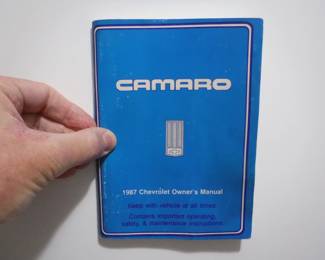 CAMARO
1987 Chevrolet Owner's Manual
Keep with vehicle at all times
Contains important operating,
safety, & maintenance instructions.